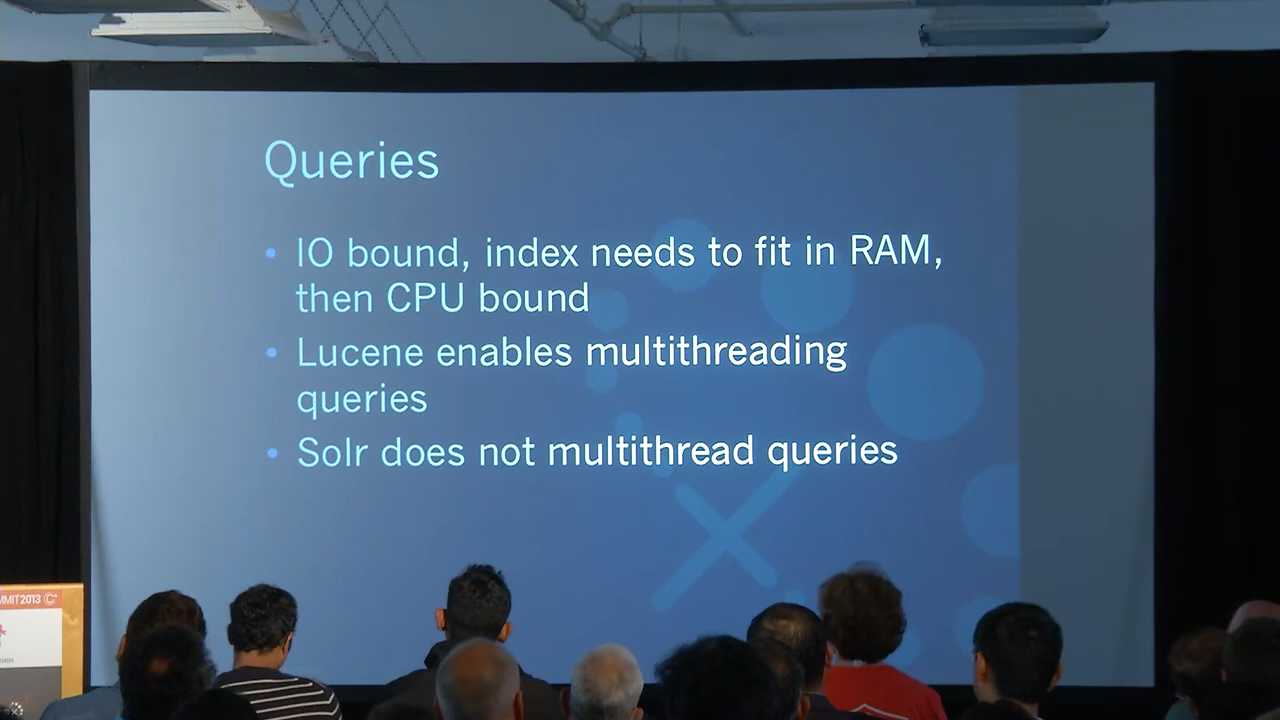 Queries
• IO bound, index needs to fit in RAM,
then CPU bound
• Lucene enables multithreading
queries
• Solr does not multithread queries
MMIT2013